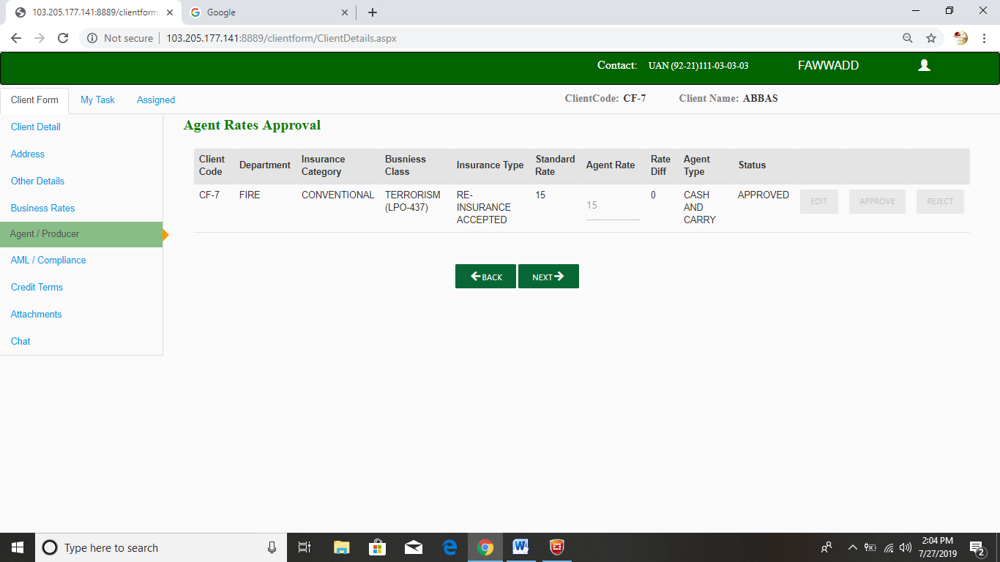 103.205.177.141:8889/clientform
Google
Not secure
103.205.177.141:8889/clientform/ClientDetails.aspx
Contact: UAN (92-21)111-03-03-03 FAWWADD
Client Form My Task Assigned ClientCode: CF-7 Client Name: ABBAS
Client Detail
Address
Other Details
Business Rates
Agent / Producer
AML / Compliance
Credit Terms
Attachments
Chat
Agent Rates Approval
Client Code
Department
Insurance Category
Busniess Class
Insurance Type
Standard Rate
Agent Rate
Rate Diff
Agent Type
Status
CF-7
FIRE
CONVENTIONAL
TERRORISM
(LPO-437)
RE-
INSURANCE
ACCEPTED
15
15
0
CASH
AND
CARRY
APPROVED
EDIT
APPROVE
REJECT
BACK
NEXT
Type here to search
2:04 PM
7/27/2019
2